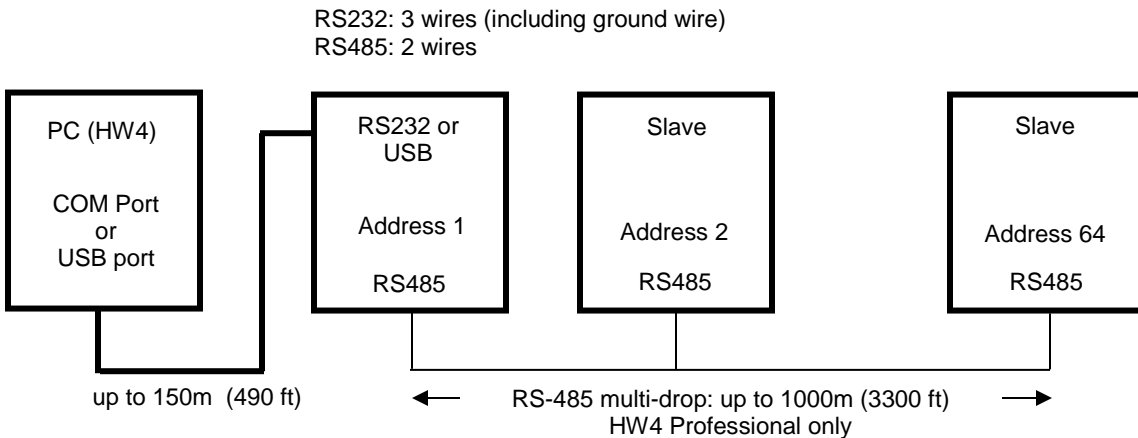 RS232: 3 wires (including ground wire)
RS485: 2 wires
PC (HW4)
COM Port
or
USB port
RS232 or
USB
Address 1
RS485
Slave
Address 2
RS485
Slave
Address 64
RS485
up to 150m (490 ft)
RS-485 multi-drop: up to 1000m (3300 ft)
HW4 Professional only